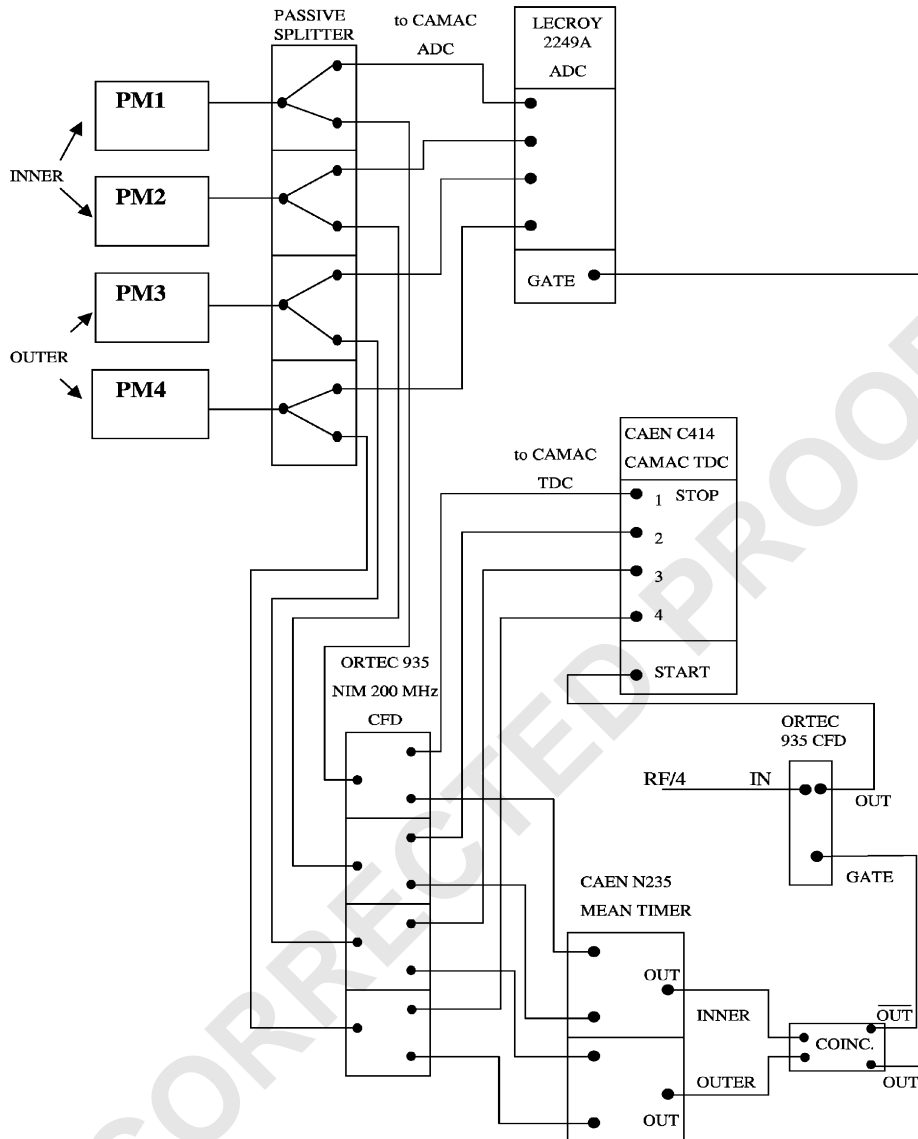 PASSIVE
SPLITTER
to CAMAC
ADC
LECROY
2249A
ADC
PM1
INNER
PM2
GATE
PM3
OUTER
PM4
CAEN C414
CAMAC TDC
to CAMAC
TDC
1 STOP
2
3
4
START
ORTEC 935
NIM 200 MHz
CFD
ORTEC
935 CFD
RF/4 IN
OUT
GATE
CAEN N235
MEAN TIMER
OUT
INNER
OUT
COINC.
OUTER
OUT
OUT
CORRECTED PROOF